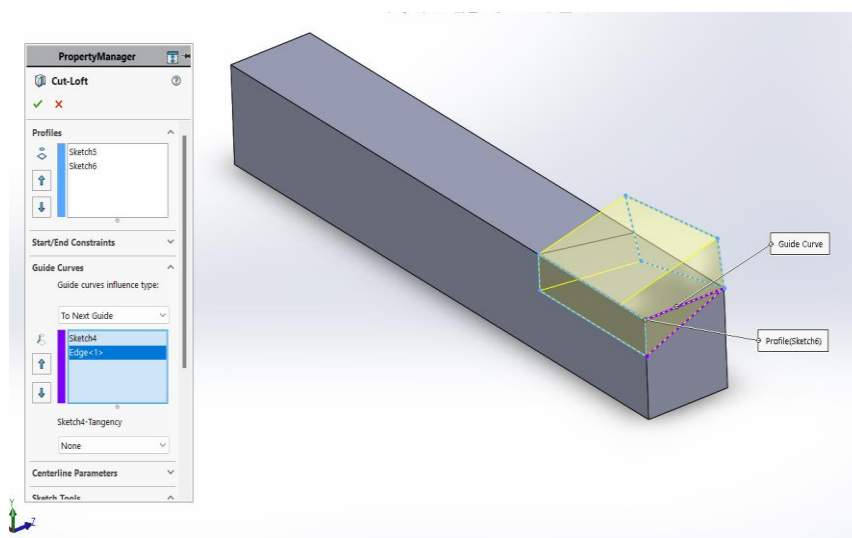 PropertyManager
Cut-Loft
Profiles
Sketch5
Sketch6
Start/End Constraints
Guide Curves
Guide curves influence type:
To Next Guide
Sketch4
Edge<1>
Sketch4-Tangency
None
Centerline Parameters
Sketch Tools
Guide Curve
Profile(Sketch6)
Y
Z